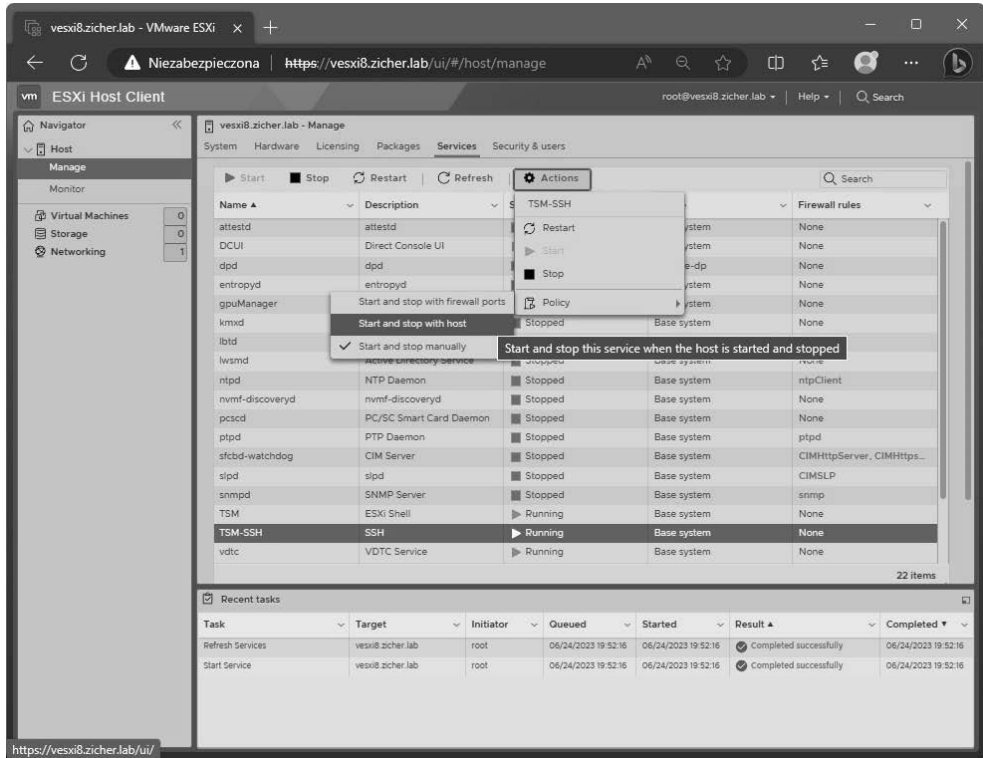 vesxi8.zicher.lab - VMware ESXi
Niezabezpieczona | https://vesxi8.zicher.lab/ui/#/host/manage
vm ESXi Host Client root@vesxi8.zicher.lab | Help | Search
Navigator
Host
Manage
Monitor
Virtual Machines 0
Storage 0
Networking 1
vesxi8.zicher.lab - Manage
System Hardware Licensing Packages Services Security & users
Start Stop Restart | Refresh | Actions Search
Name Description S Firewall rules
attestd attestd ystem None
DCUI Direct Console UI ystem None
dpd dpd e-dp None
entropyd entropyd ystem None
gpuManager ystem None
kmxd Stopped Base system None
lbtd
lwsmd Active Directory Service Stopped Base system None
ntpd NTP Daemon Stopped Base system ntpClient
nvmf-discoveryd nvmf-discoveryd Stopped Base system None
pcscd PC/SC Smart Card Daemon Stopped Base system None
ptpd PTP Daemon Stopped Base system ptpd
sfcbd-watchdog CIM Server Stopped Base system CIMHttpServer, CIMHttps...
slpd slpd Stopped Base system CIMSLP
snmpd SNMP Server Stopped Base system snmp
TSM ESXi Shell Running Base system None
TSM-SSH SSH Running Base system None
vdtc VDTC Service Running Base system None
22 items
TSM-SSH
Restart
Start
Stop
Policy
Start and stop with firewall ports
Start and stop with host
Start and stop manually
Start and stop this service when the host is started and stopped
Recent tasks
Task Target Initiator Queued Started Result Completed
Refresh Services vesxi8.zicher.lab root 06/24/2023 19:52:16 06/24/2023 19:52:16 Completed successfully 06/24/2023 19:52:16
Start Service vesxi8.zicher.lab root 06/24/2023 19:52:16 06/24/2023 19:52:16 Completed successfully 06/24/2023 19:52:16
https://vesxi8.zicher.lab/ui/